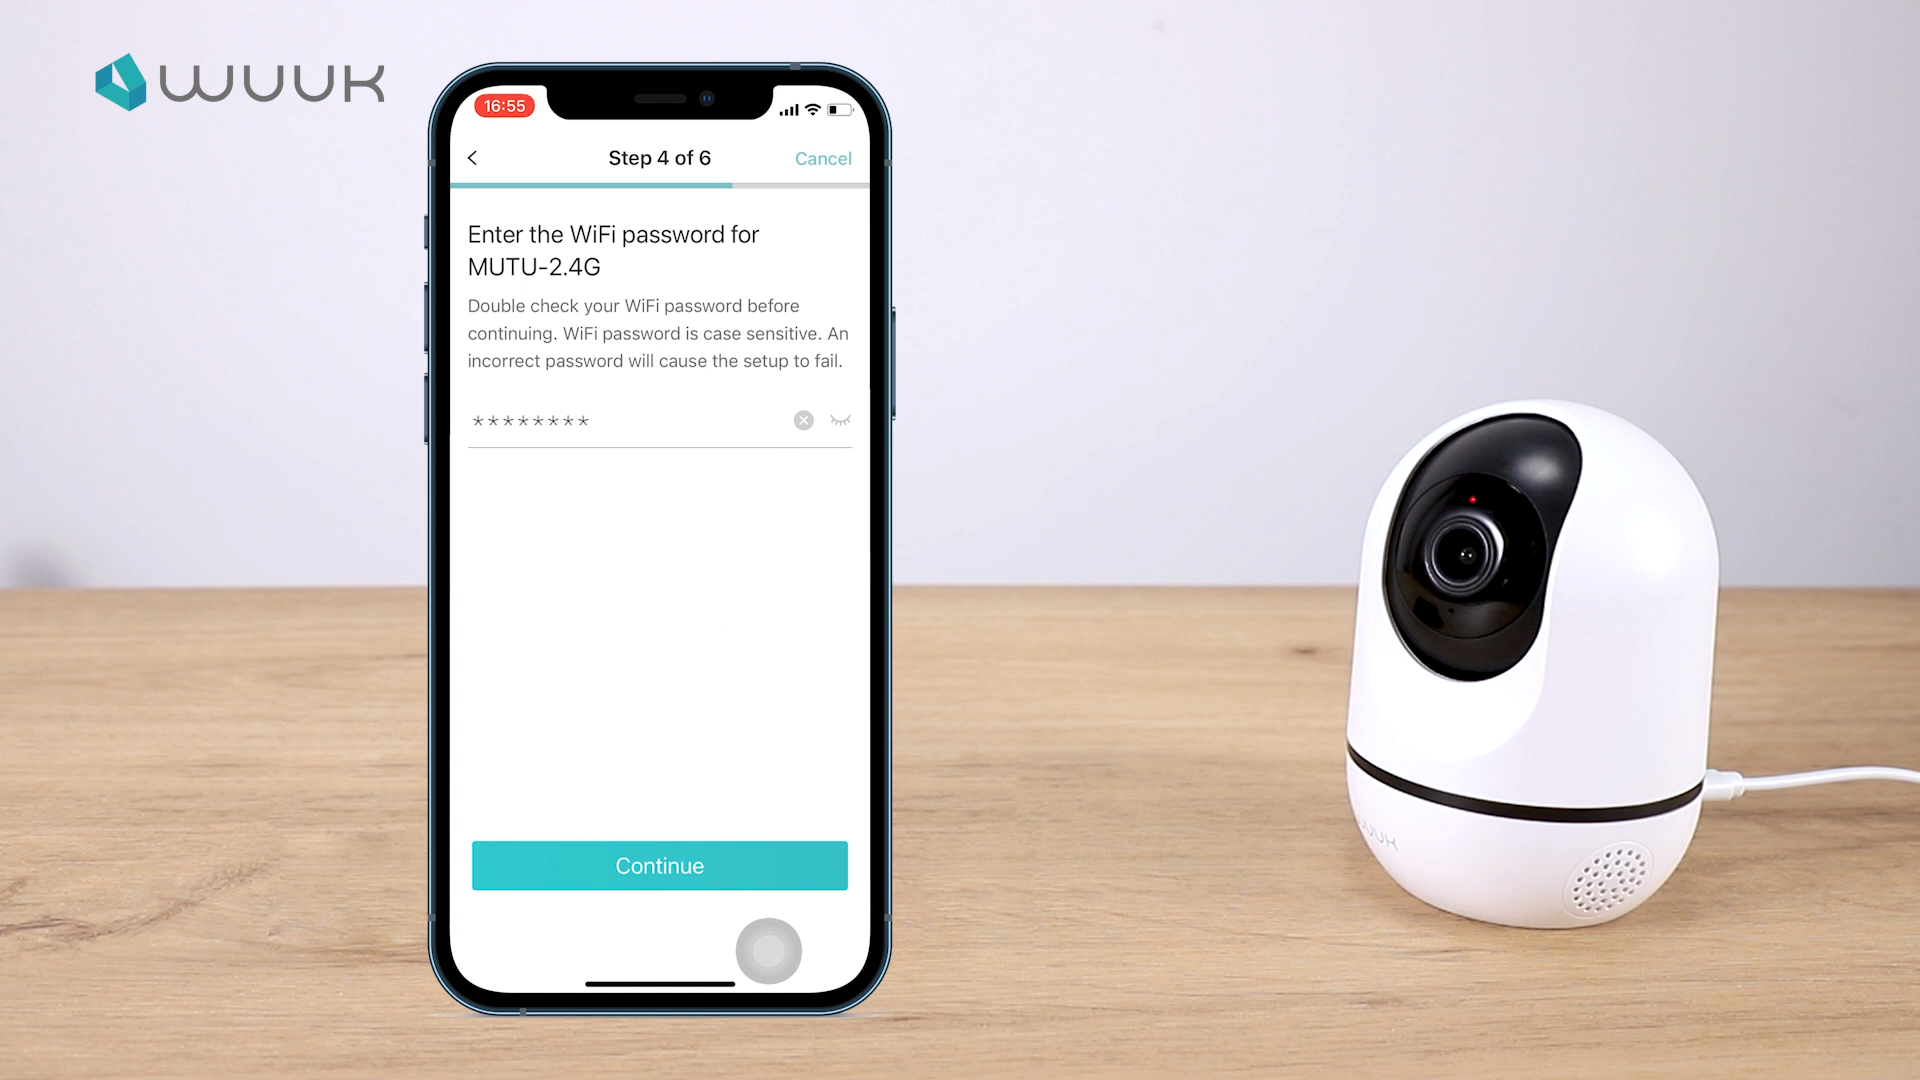 WUUK
16:55
Step 4 of 6
Cancel
Enter the WiFi password for
MUTU-2.4G
Double check your WiFi password before
continuing. WiFi password is case sensitive. An
incorrect password will cause the setup to fail.
********
Continue
WUUK